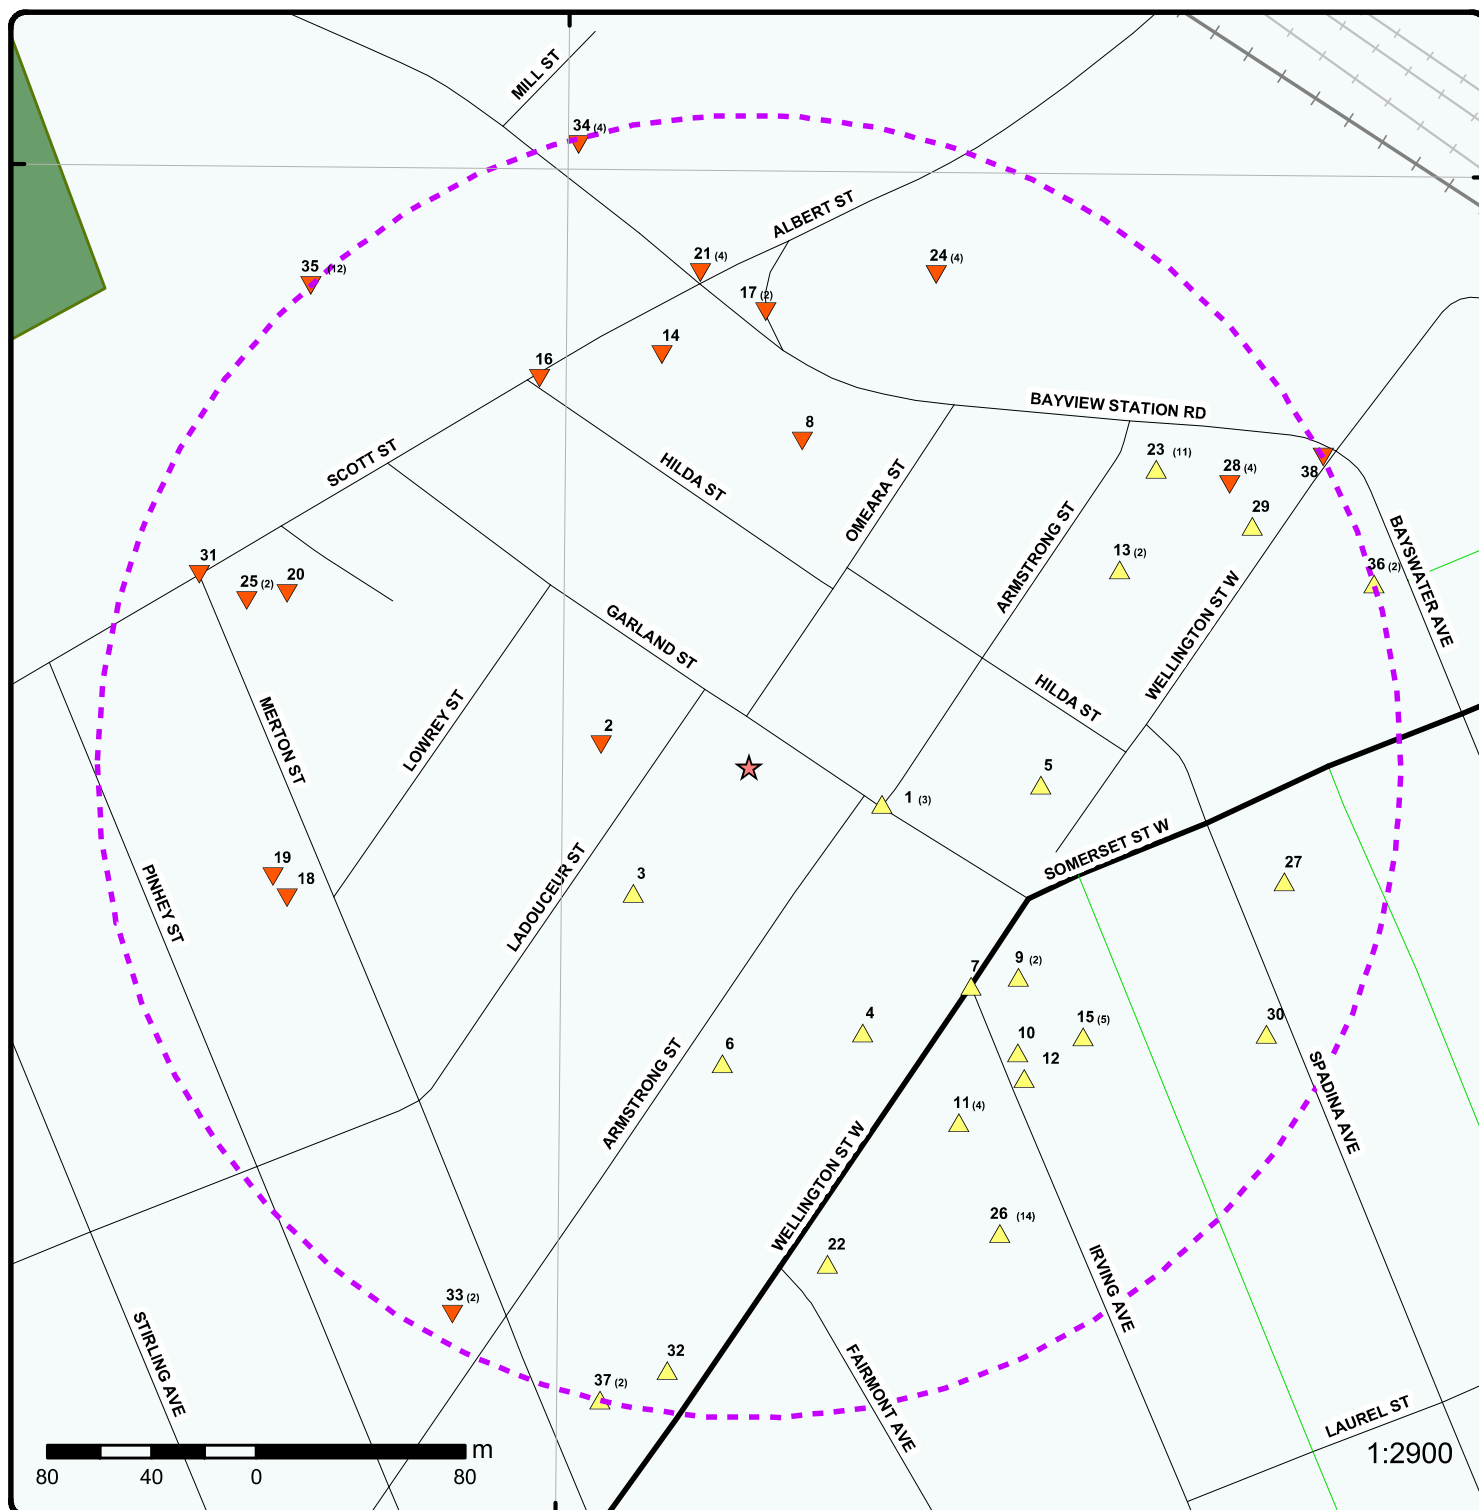 MILL ST
34 (4)
ALBERT ST
21 (4)
24 (4)
35 (12)
17 (2)
14
16
BAYVIEW STATION RD
8
SCOTT ST
HILDA ST
23 (11)
28 (4)
38
OMEARA ST
29
ARMSTRONG ST
BAYSWATER AVE
13 (2)
31
25 (2)
20
36 (2)
GARLAND ST
WELLINGTON ST W
HILDA ST
MERTON ST
LOWREY ST
2
5
1 (3)
SOMERSET ST W
19
18
3
27
PINHEY ST
LADOUCEUR ST
7
9 (2)
4
15 (5)
30
6
10
12
ARMSTRONG ST
11 (4)
SPADINA AVE
WELLINGTON ST W
26 (14)
22
IRVING AVE
33 (2)
STIRLING AVE
32
37 (2)
FAIRMONT AVE
LAUREL ST
m
1:2900
80 40 0 80